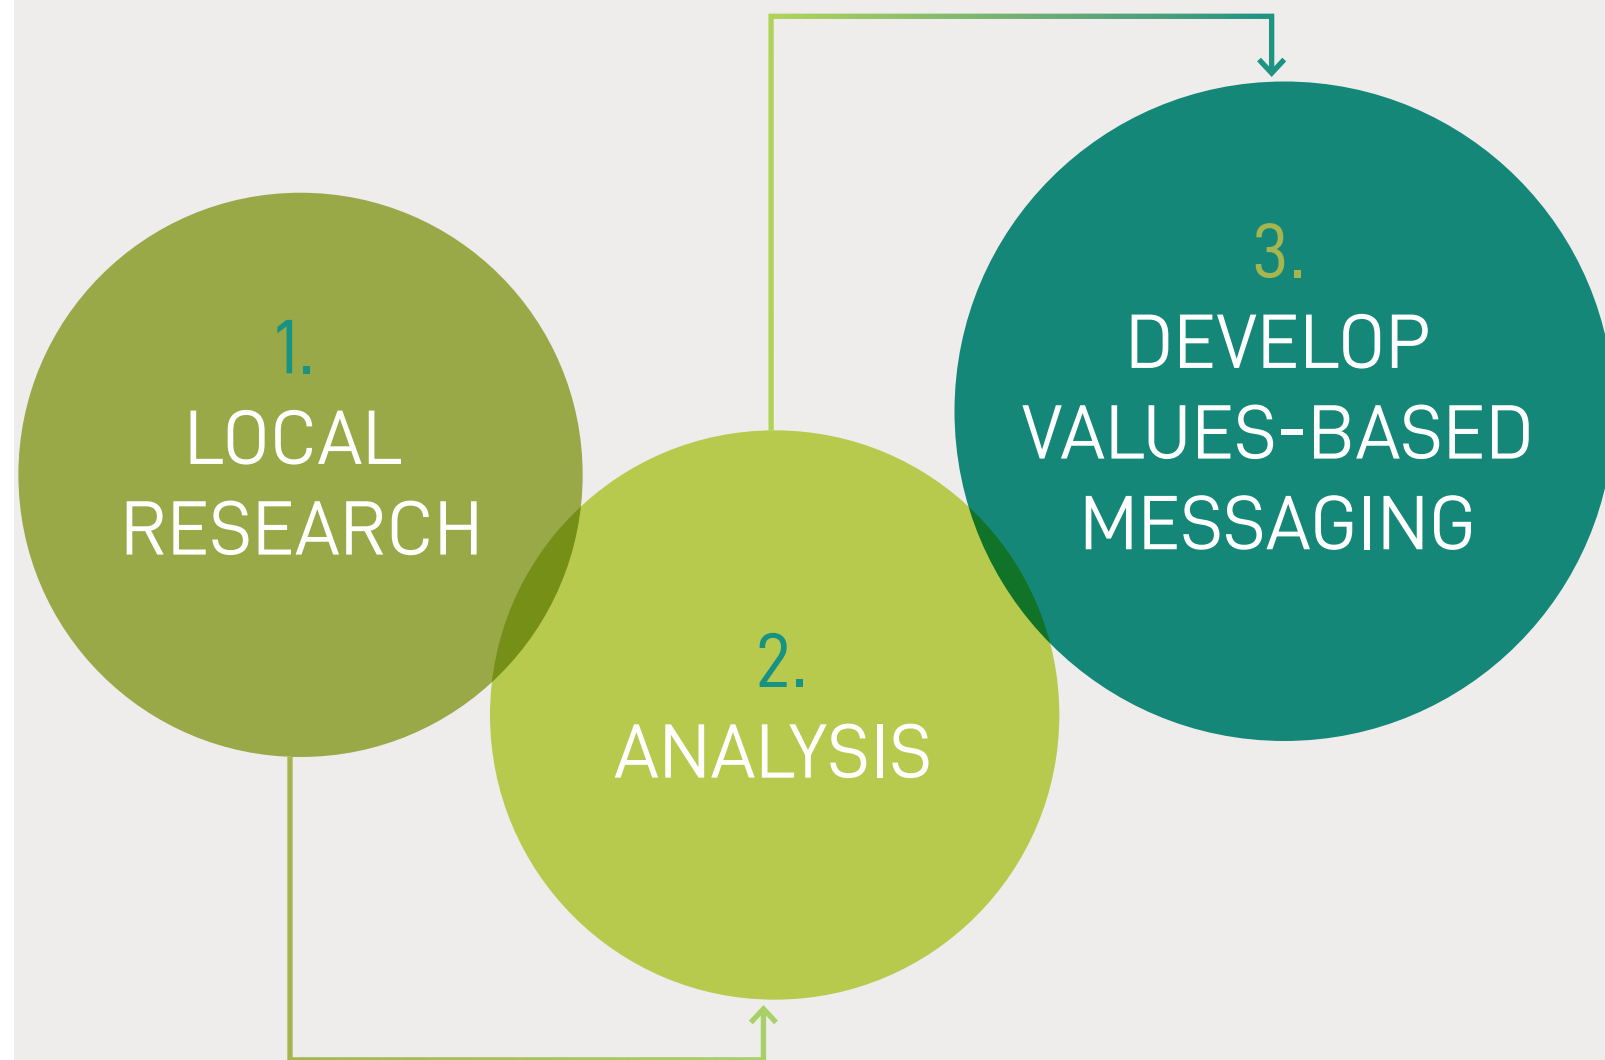 1.
LOCAL
RESEARCH
2.
ANALYSIS
3.
DEVELOP
VALUES-BASED
MESSAGING